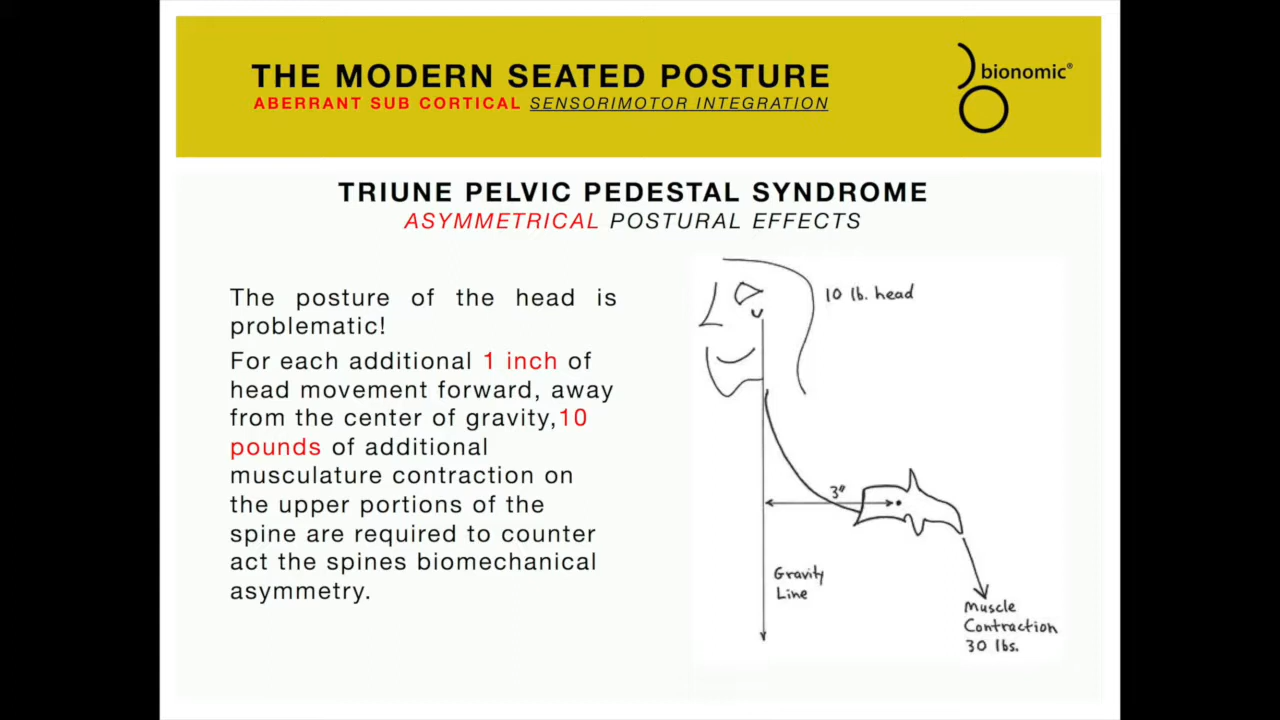 THE MODERN SEATED POSTURE
ABERRANT SUB CORTICAL SENSORIMOTOR INTEGRATION
bionomic®
TRIUNE PELVIC PEDESTAL SYNDROME
ASYMMETRICAL POSTURAL EFFECTS
The posture of the head is
problematic!
For each additional 1 inch of
head movement forward, away
from the center of gravity,10
pounds of additional
musculature contraction on
the upper portions of the
spine are required to counter
act the spines biomechanical
asymmetry.
10 lb. head
3"
Gravity
Line
Muscle
Contraction
30 lbs.